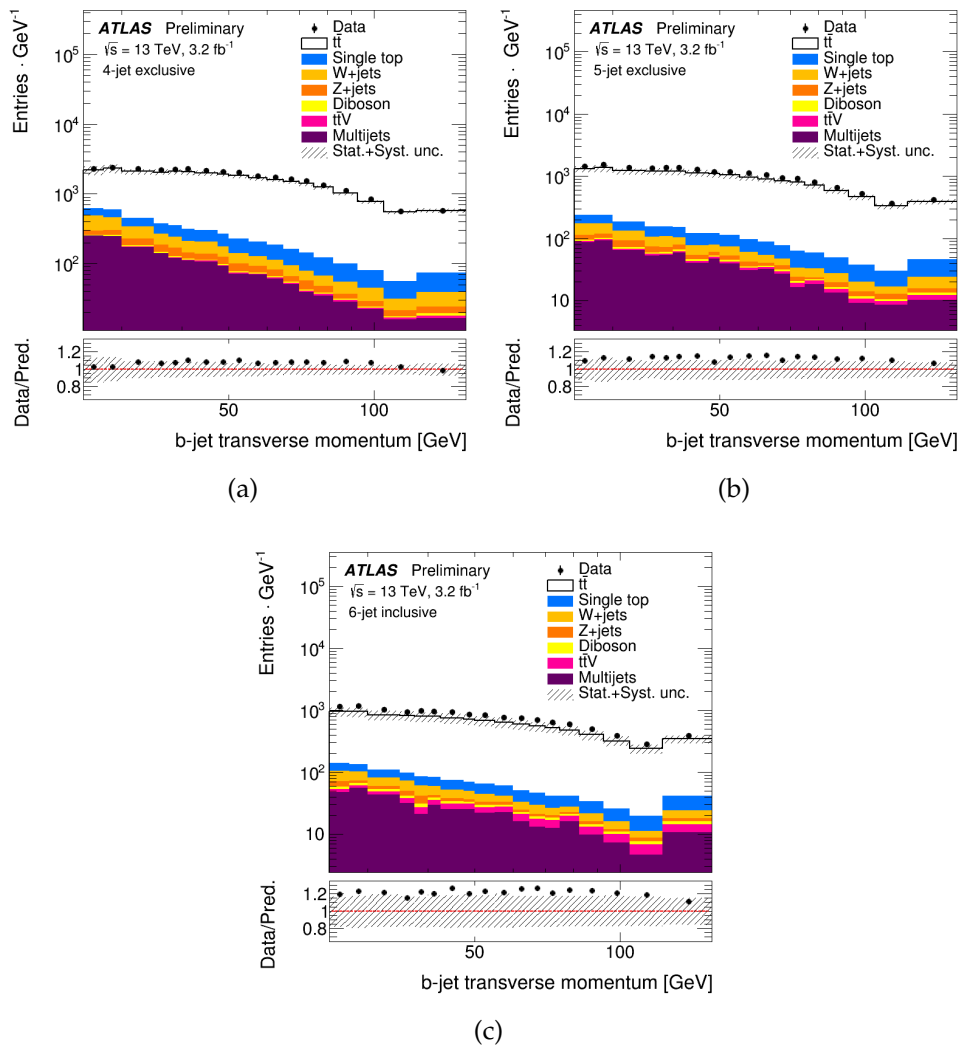 ATLAS Preliminary
√s = 13 TeV, 3.2 fb⁻¹
4-jet exclusive
Data
tt̄
Single top
W+jets
Z+jets
Diboson
tt̄V
Multijets
Stat.+Syst. unc.
Entries · GeV⁻¹
10⁵
10⁴
10³
10²
Data/Pred.
1.2
1
0.8
50 100
b-jet transverse momentum [GeV]
(a)
ATLAS Preliminary
√s = 13 TeV, 3.2 fb⁻¹
5-jet exclusive
Data
tt̄
Single top
W+jets
Z+jets
Diboson
tt̄V
Multijets
Stat.+Syst. unc.
Entries · GeV⁻¹
10⁵
10⁴
10³
10²
10
Data/Pred.
1.2
1
0.8
50 100
b-jet transverse momentum [GeV]
(b)
ATLAS Preliminary
√s = 13 TeV, 3.2 fb⁻¹
6-jet inclusive
Data
tt̄
Single top
W+jets
Z+jets
Diboson
tt̄V
Multijets
Stat.+Syst. unc.
Entries · GeV⁻¹
10⁵
10⁴
10³
10²
10
Data/Pred.
1.2
1
0.8
50 100
b-jet transverse momentum [GeV]
(c)